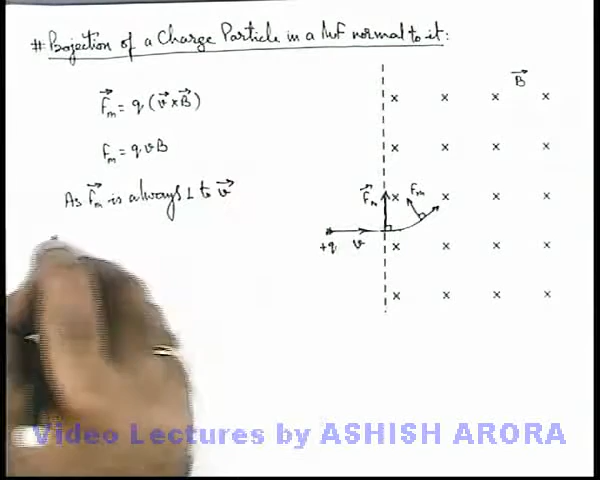 # Projection of a Charge Particle in a MF normal to it:
F⃗m = q (v⃗ × B⃗)
Fm = q v B
As F⃗m is always ⊥ to v⃗
B⃗
× × × ×
× × × ×
F⃗m × Fm × × ×
+q v × × × ×
× × × ×
Video Lectures by ASHISH ARORA